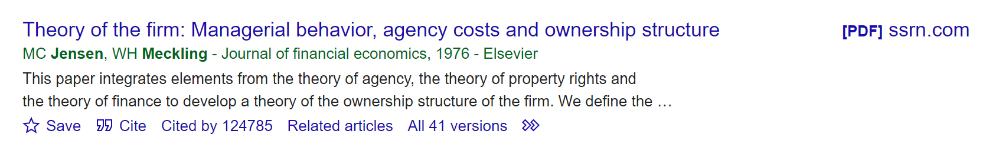 Theory of the firm: Managerial behavior, agency costs and ownership structure
[PDF] ssrn.com
MC Jensen, WH Meckling - Journal of financial economics, 1976 - Elsevier
This paper integrates elements from the theory of agency, the theory of property rights and
the theory of finance to develop a theory of the ownership structure of the firm. We define the …
Save Cite Cited by 124785 Related articles All 41 versions